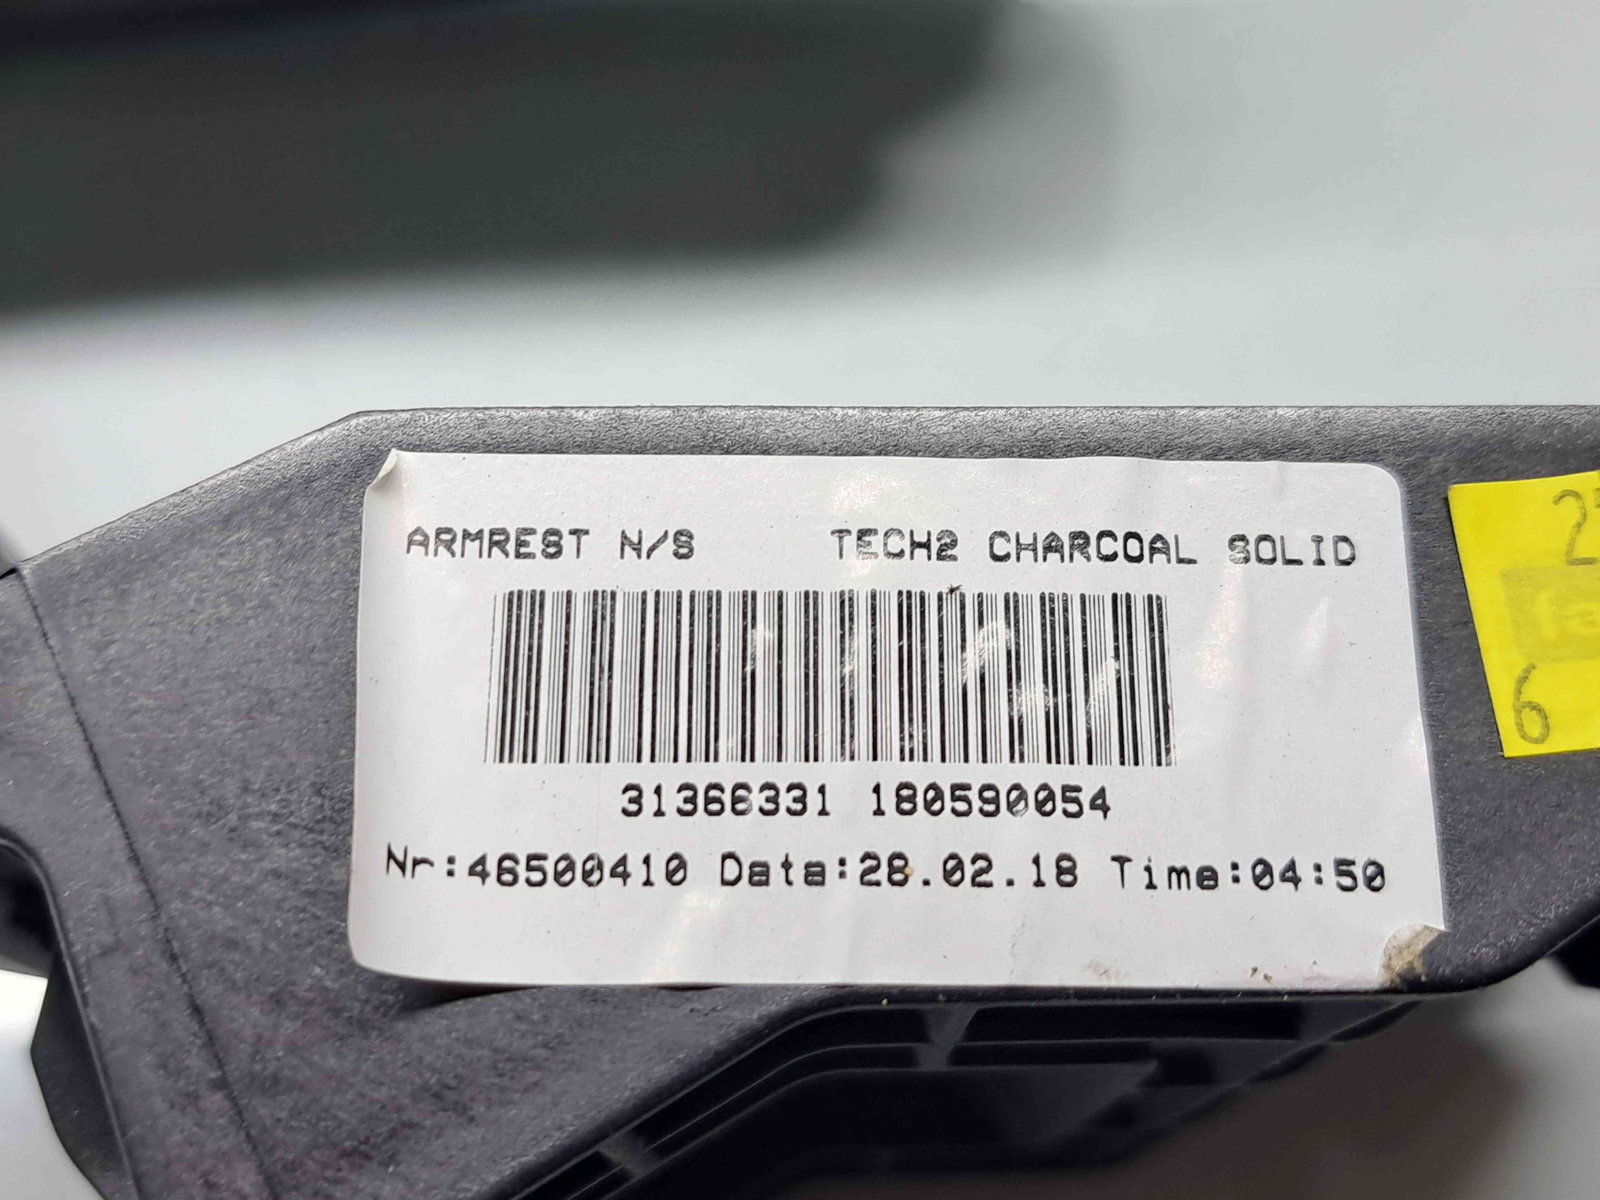 ARMREST N/S TECH2 CHARCOAL SOLID
31366331 180590054
Nr:46500410 Data:28.02.18 Time:04:50
6